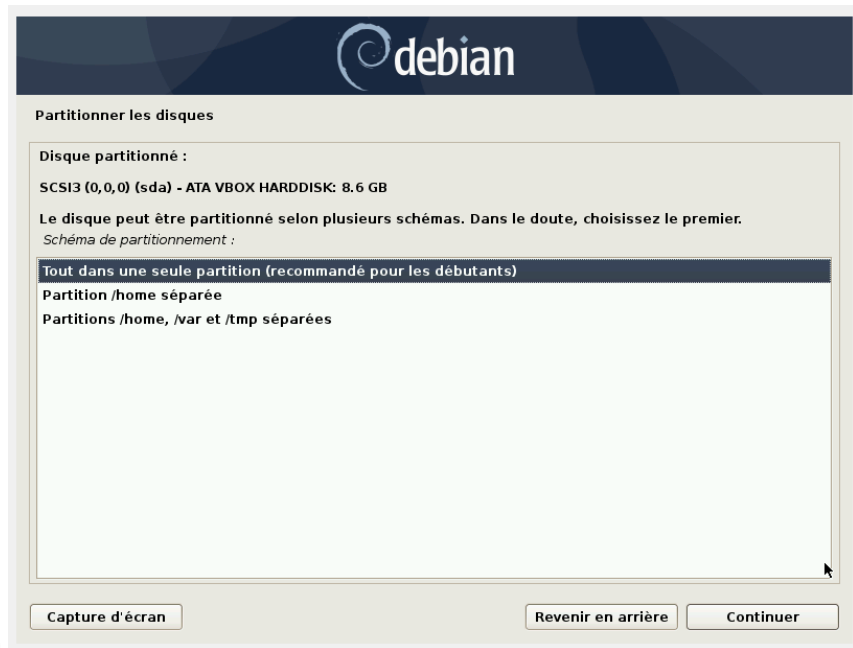 debian
Partitionner les disques
Disque partitionné :
SCSI3 (0,0,0) (sda) - ATA VBOX HARDDISK: 8.6 GB
Le disque peut être partitionné selon plusieurs schémas. Dans le doute, choisissez le premier.
Schéma de partitionnement :
Tout dans une seule partition (recommandé pour les débutants)
Partition /home séparée
Partitions /home, /var et /tmp séparées
Capture d'écran
Revenir en arrière
Continuer